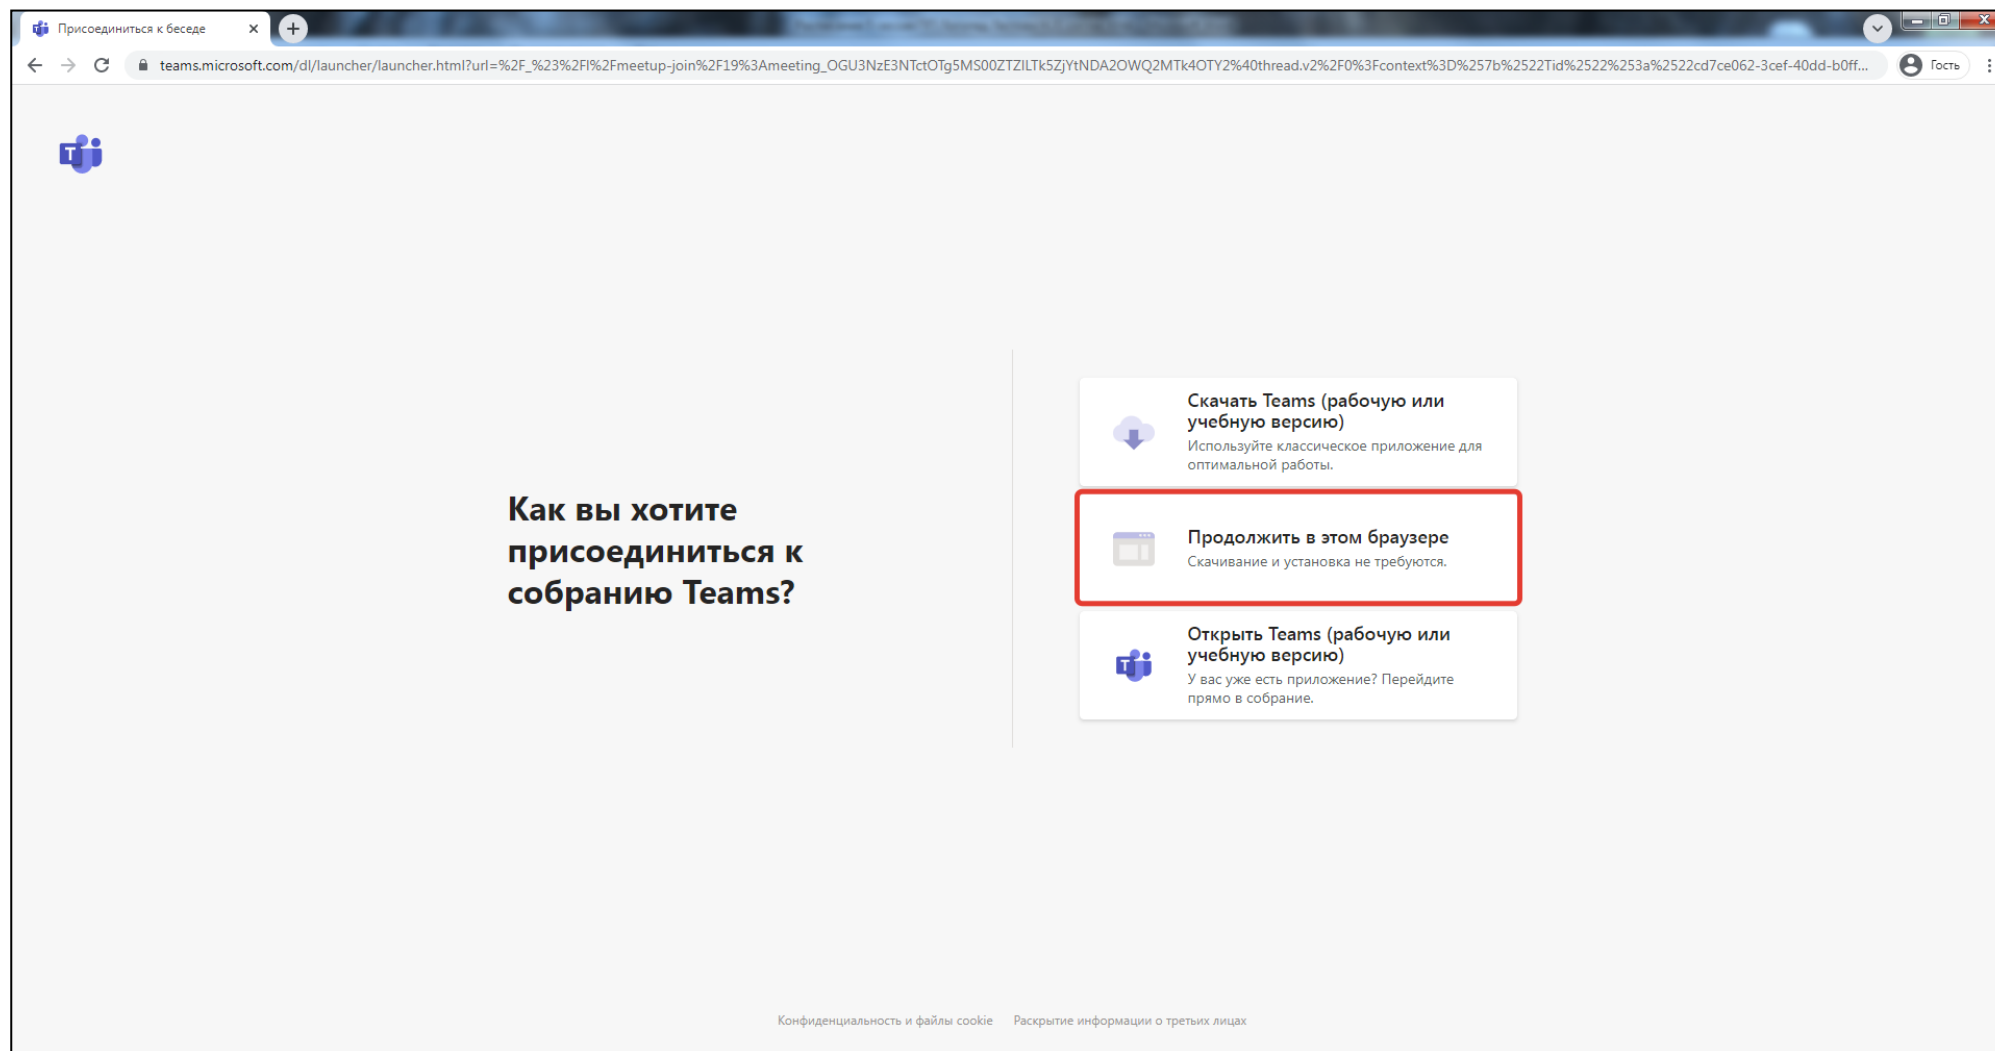 Присоединиться к беседе
teams.microsoft.com/dl/launcher/launcher.html?url=%2F_%23%2Fl%2Fmeetup-join%2F19%3Ameeting_OGU3NzE3NTctOTg5MS00ZTZlLTk5ZjYtNDA2OWQ2MTk4OTY2%40thread.v2%2F0%3Fcontext%3D%257b%2522Tid%2522%253a%2522cd7ce062-3cef-40dd-b0ff...
Гость
Скачать Teams (рабочую или
учебную версию)
Используйте классическое приложение для
оптимальной работы.
Как вы хотите
присоединиться к
собранию Teams?
Продолжить в этом браузере
Скачивание и установка не требуются.
Открыть Teams (рабочую или
учебную версию)
У вас уже есть приложение? Перейдите
прямо в собрание.
Конфиденциальность и файлы cookie
Раскрытие информации о третьих лицах